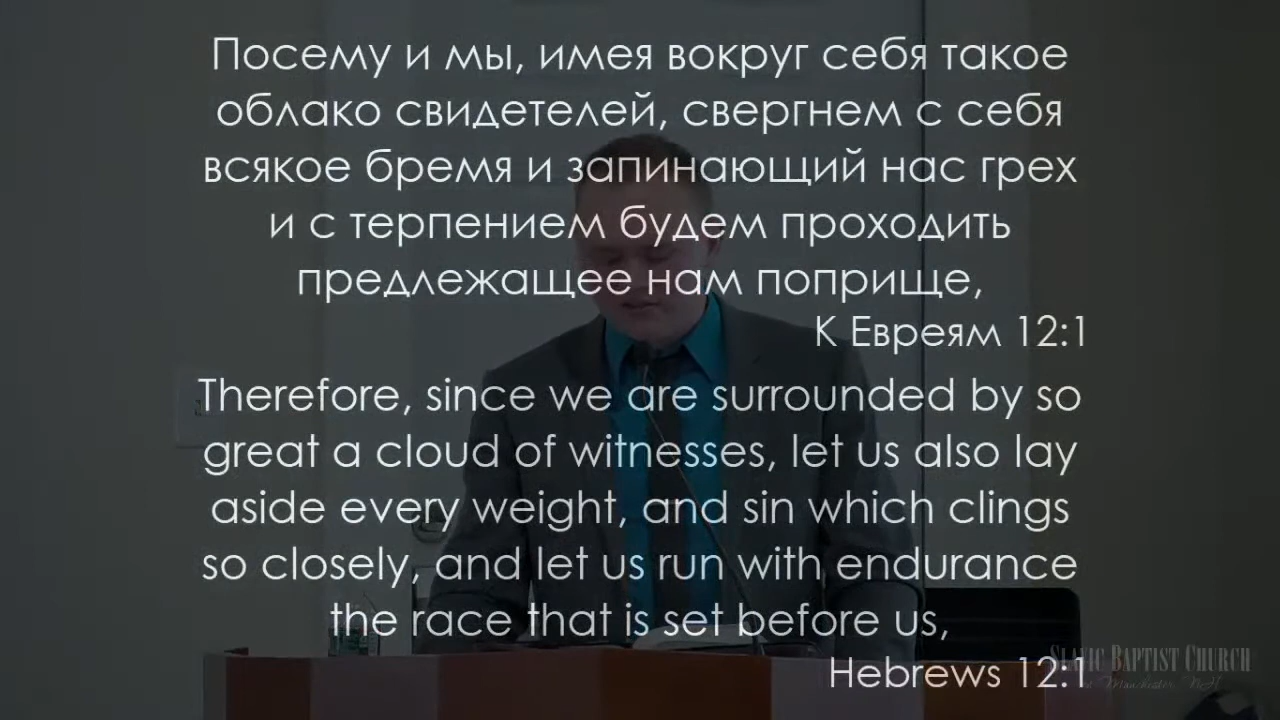 Посему и мы, имея вокруг себя такое
облако свидетелей, свергнем с себя
всякое бремя и запинающий нас грех
и с терпением будем проходить
предлежащее нам поприще,
К Евреям 12:1
Therefore, since we are surrounded by so
great a cloud of witnesses, let us also lay
aside every weight, and sin which clings
so closely, and let us run with endurance
the race that is set before us,
Hebrews 12:1
Slavic Baptist Church
Manchester, NH